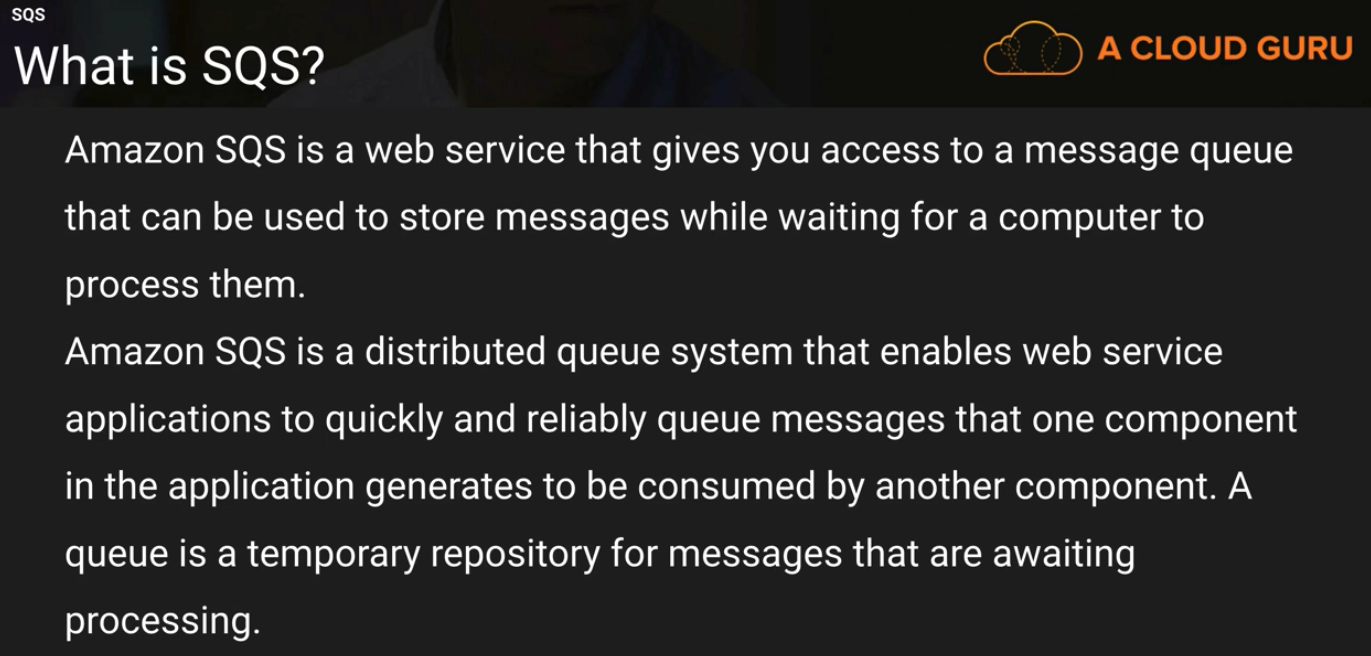 SQS
What is SQS?
A CLOUD GURU
Amazon SQS is a web service that gives you access to a message queue
that can be used to store messages while waiting for a computer to
process them.
Amazon SQS is a distributed queue system that enables web service
applications to quickly and reliably queue messages that one component
in the application generates to be consumed by another component. A
queue is a temporary repository for messages that are awaiting
processing.